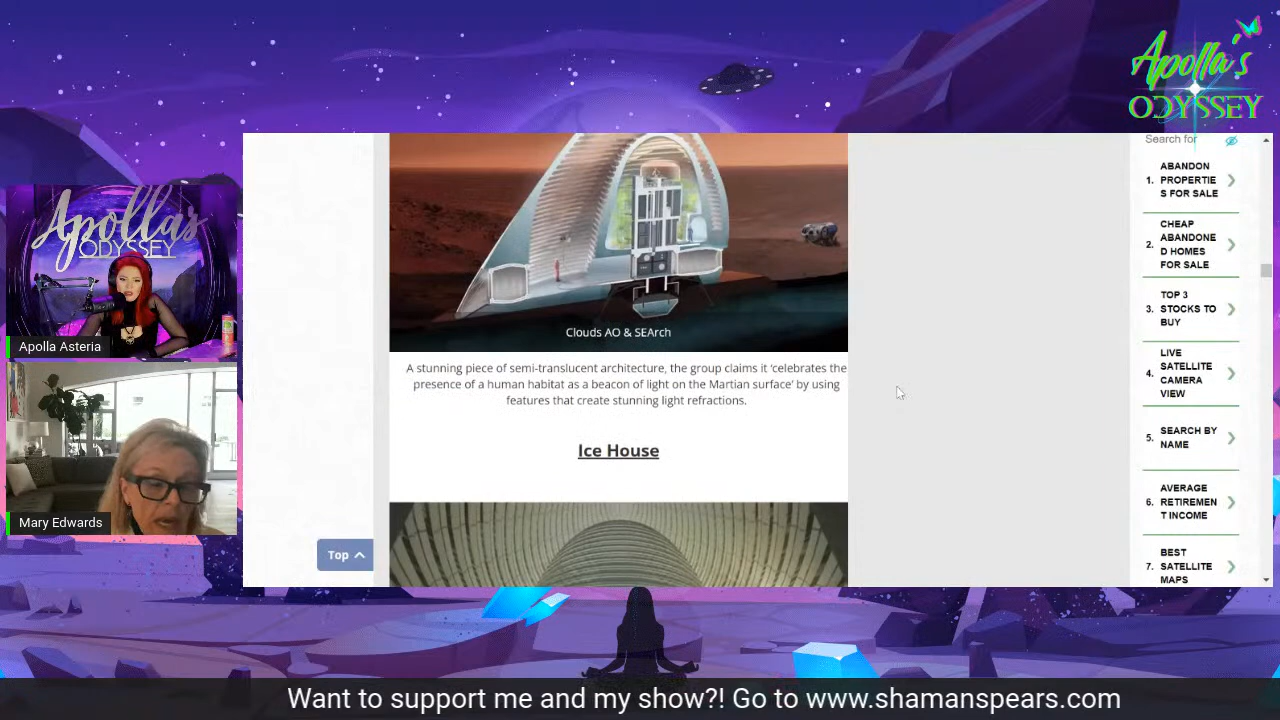 Apolla's
ODYSSEY
Apollas
ODYSSEY
Apolla Asteria
Mary Edwards
Clouds AO & SEArch
A stunning piece of semi-translucent architecture, the group claims it 'celebrates the
presence of a human habitat as a beacon of light on the Martian surface' by using
features that create stunning light refractions.
Ice House
Top
Search for
1. ABANDON
PROPERTIE
S FOR SALE
2. CHEAP
ABANDONE
D HOMES
FOR SALE
3. TOP 3
STOCKS TO
BUY
4. LIVE
SATELLITE
CAMERA
VIEW
5. SEARCH BY
NAME
6. AVERAGE
RETIREMEN
T INCOME
7. BEST
SATELLITE
MAPS
Want to support me and my show?! Go to www.shamanspears.com